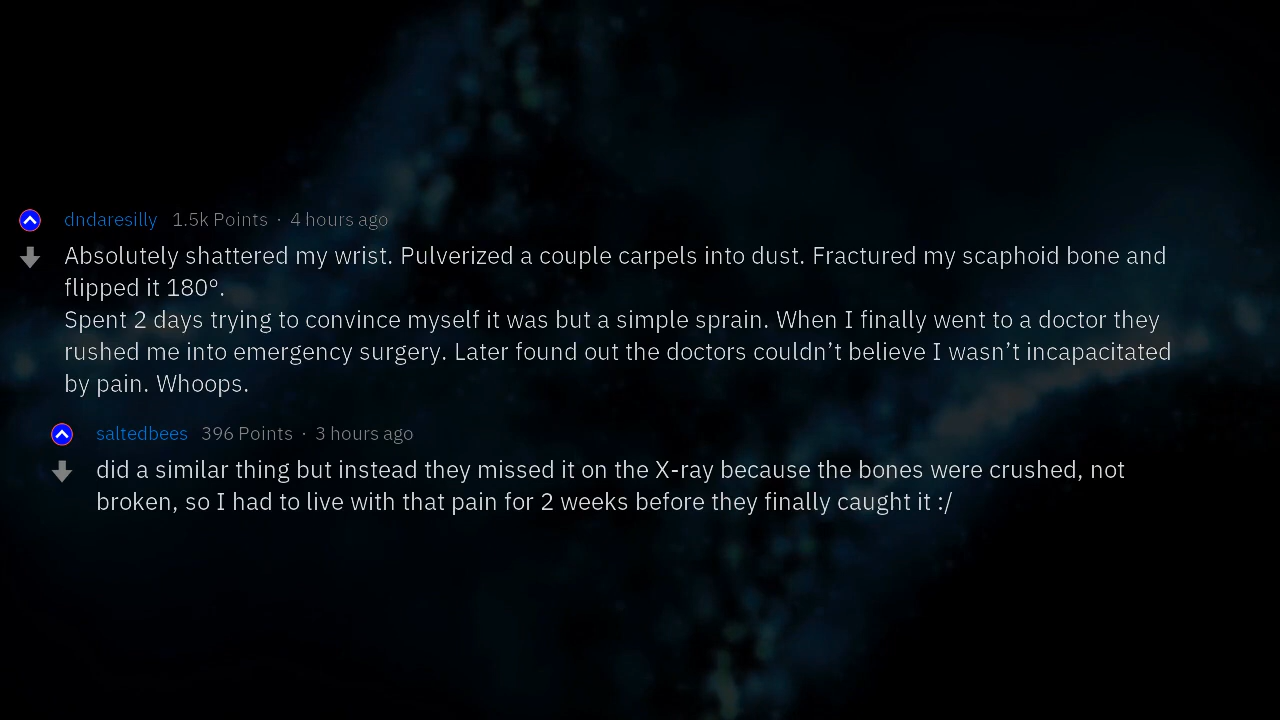 dndaresilly 1.5k Points · 4 hours ago
Absolutely shattered my wrist. Pulverized a couple carpels into dust. Fractured my scaphoid bone and
flipped it 180º.
Spent 2 days trying to convince myself it was but a simple sprain. When I finally went to a doctor they
rushed me into emergency surgery. Later found out the doctors couldn’t believe I wasn’t incapacitated
by pain. Whoops.
saltedbees 396 Points · 3 hours ago
did a similar thing but instead they missed it on the X-ray because the bones were crushed, not
broken, so I had to live with that pain for 2 weeks before they finally caught it :/